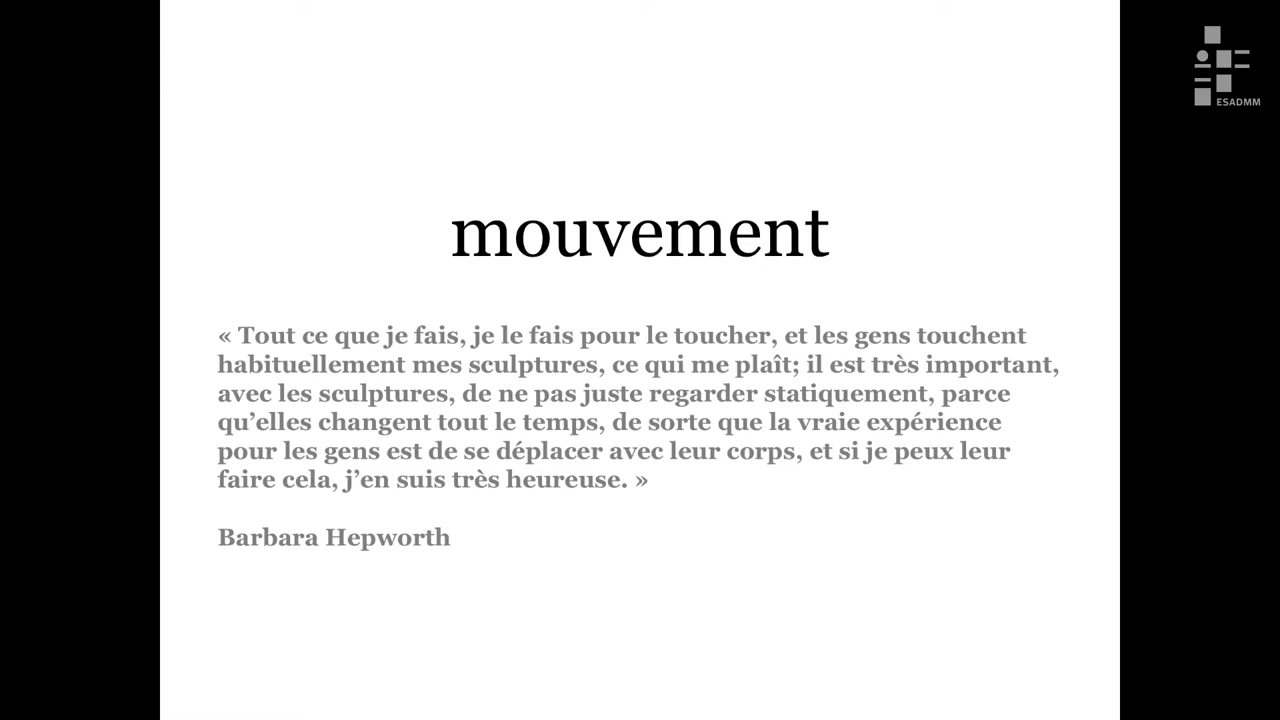 ESADMM
mouvement
« Tout ce que je fais, je le fais pour le toucher, et les gens touchent
habituellement mes sculptures, ce qui me plaît; il est très important,
avec les sculptures, de ne pas juste regarder statiquement, parce
qu’elles changent tout le temps, de sorte que la vraie expérience
pour les gens est de se déplacer avec leur corps, et si je peux leur
faire cela, j’en suis très heureuse. »
Barbara Hepworth